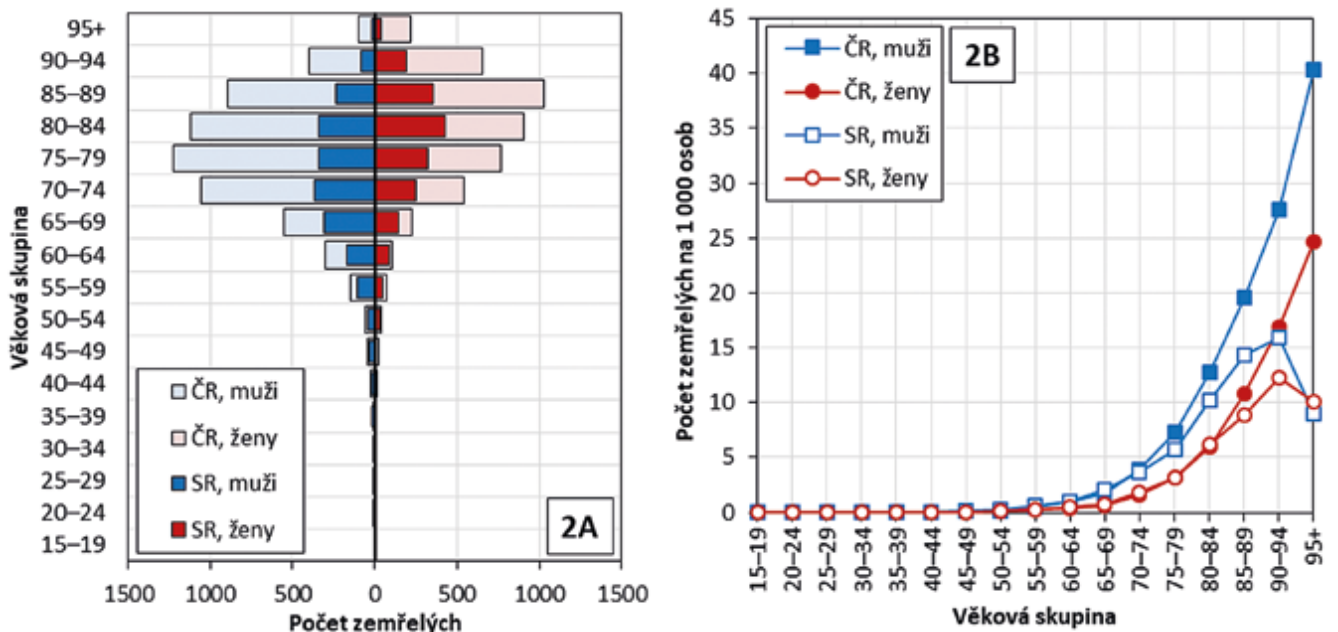 Věková skupina
95+
90–94
85–89
80–84
75–79
70–74
65–69
60–64
55–59
50–54
45–49
40–44
35–39
30–34
25–29
20–24
15–19
ČR, muži
ČR, ženy
SR, muži
SR, ženy
2A
1500 1000 500 0 500 1000 1500
Počet zemřelých
Počet zemřelých na 1 000 osob
45
40
35
30
25
20
15
10
5
0
ČR, muži
ČR, ženy
SR, muži
SR, ženy
2B
15–19 20–24 25–29 30–34 35–39 40–44 45–49 50–54 55–59 60–64 65–69 70–74 75–79 80–84 85–89 90–94 95+
Věková skupina